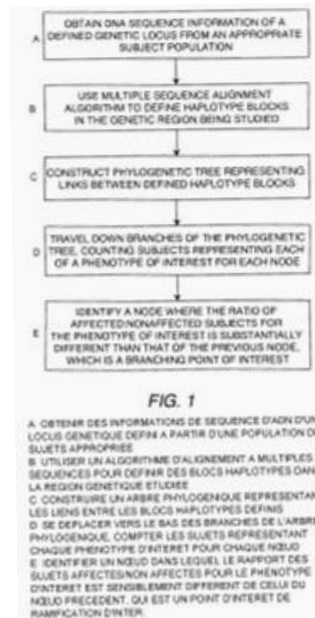 A
OBTAIN DNA SEQUENCE INFORMATION OF A
DEFINED GENETIC LOCUS FROM AN APPROPRIATE
SUBJECT POPULATION
B
USE MULTIPLE SEQUENCE ALIGNMENT
ALGORITHM TO DEFINE HAPLOTYPE BLOCKS
IN THE GENETIC REGION BEING STUDIED
C
CONSTRUCT PHYLOGENETIC TREE REPRESENTING
LINKS BETWEEN DEFINED HAPLOTYPE BLOCKS
D
TRAVEL DOWN BRANCHES OF THE PHYLOGENETIC
TREE, COUNTING SUBJECTS REPRESENTING EACH
OF A PHENOTYPE OF INTEREST FOR EACH NODE
E
IDENTIFY A NODE WHERE THE RATIO OF
AFFECTED:NONAFFECTED SUBJECTS FOR
THE PHENOTYPE OF INTEREST IS SUBSTANTIALLY
DIFFERENT THAN THAT OF THE PREVIOUS NODE,
WHICH IS A BRANCHING POINT OF INTEREST
FIG. 1
A OBTENIR DES INFORMATIONS DE SEQUENCE D'ADN D'UN
LOCUS GENETIQUE DEFINI A PARTIR D'UNE POPULATION DE
SUJETS APPROPRIEE
B UTILISER UN ALGORITHME D'ALIGNEMENT A MULTIPLES
SEQUENCES POUR DEFINIR DES BLOCS HAPLOTYPES DANS
LA REGION GENETIQUE ETUDIEE
C CONSTRUIRE UN ARBRE PHYLOGENIQUE REPRESENTANT
LES LIENS ENTRE LES BLOCS HAPLOTYPES DEFINIS
D SE DEPLACER VERS LE BAS DES BRANCHES DE L'ARBRE
PHYLOGENIQUE, COMPTER LES SUJETS REPRESENTANT
CHAQUE PHENOTYPE D'INTERET POUR CHAQUE NŒUD
E IDENTIFIER UN NŒUD DANS LEQUEL LE RAPPORT DES
SUJETS AFFECTES/NON AFFECTES POUR LE PHENOTYPE
D'INTERET EST SENSIBLEMENT DIFFERENT DE CELUI DU
NŒUD PRECEDENT, QUI EST UN POINT D'INTERET DE
RAMIFICATION D'INTER.